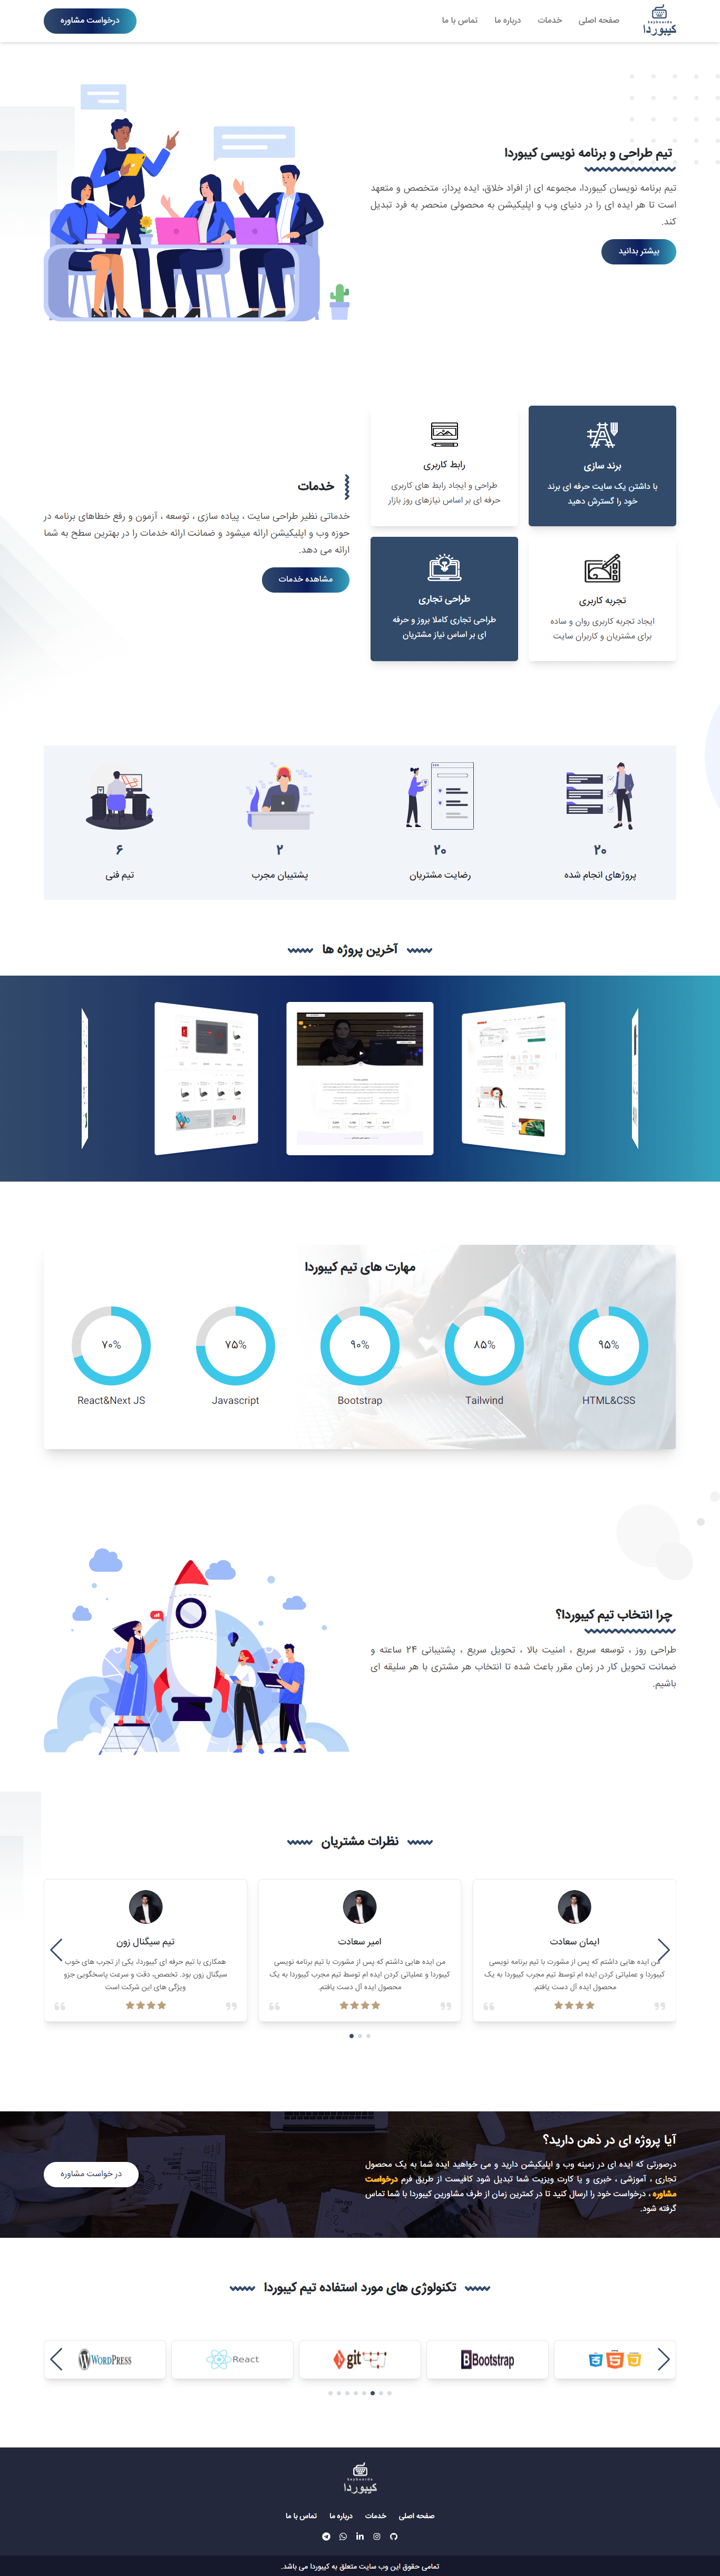 keyboarda
کیبوردا
صفحه اصلی
خدمات
درباره ما
تماس با ما
درخواست مشاوره
تیم طراحی و برنامه نویسی کیبوردا
تیم برنامه نویسان کیبوردا، مجموعه ای از افراد خلاق، ایده پرداز، متخصص و متعهد
است تا هر ایده ای را در دنیای وب و اپلیکیشن به محصولی منحصر به فرد تبدیل
کند.
بیشتر بدانید
برند سازی
با داشتن یک سایت حرفه ای برند
خود را گسترش دهید
رابط کاربری
طراحی و ایجاد رابط های کاربری
حرفه ای بر اساس نیازهای روز بازار
تجربه کاربری
ایجاد تجربه کاربری روان و ساده
برای مشتریان و کاربران سایت
طراحی تجاری
طراحی تجاری کاملا بروز و حرفه
ای بر اساس نیاز مشتریان
خدمات
خدماتی نظیر طراحی سایت ، پیاده سازی ، توسعه ، آزمون و رفع خطاهای برنامه در
حوزه وب و اپلیکیشن ارائه میشود و ضمانت ارائه خدمات را در بهترین سطح به شما
ارائه می دهد.
مشاهده خدمات
۲۰
پروژهای انجام شده
۲۰
رضایت مشتریان
۲
پشتیبان مجرب
۶
تیم فنی
آخرین پروژه ها
مهارت های تیم کیبوردا
۹۵%
HTML&CSS
۸۵%
Tailwind
۹۰%
Bootstrap
۷۵%
Javascript
۷۰%
React&Next JS
چرا انتخاب تیم کیبوردا؟
طراحی روز ، توسعه سریع ، امنیت بالا ، تحویل سریع ، پشتیبانی ۲۴ ساعته و
ضمانت تحویل کار در زمان مقرر باعث شده تا انتخاب هر مشتری با هر سلیقه ای
باشیم.
نظرات مشتریان
ایمان سعادت
من ایده هایی داشتم که پس از مشورت با تیم برنامه نویسی
کیبوردا و عملیاتی کردن ایده ام توسط تیم مجرب کیبوردا به یک
محصول ایده آل دست یافتم.
امیر سعادت
من ایده هایی داشتم که پس از مشورت با تیم برنامه نویسی
کیبوردا و عملیاتی کردن ایده ام توسط تیم مجرب کیبوردا به یک
محصول ایده آل دست یافتم.
تیم سیگنال زون
همکاری با تیم حرفه ای کیبوردا، یکی از تجرب های خوب
سیگنال زون بود. تخصص، دقت و سرعت پاسخگویی جزو
ویژگی های این شرکت است
آیا پروژه ای در ذهن دارید؟
درصورتی که ایده ای در زمینه وب و اپلیکیشن دارید و می خواهید ایده شما به یک محصول
تجاری ، آموزشی ، خبری و یا کارت ویزیت شما تبدیل شود کافیست از طریق فرم درخواست
مشاوره ، درخواست خود را ارسال کنید تا در کمترین زمان از طرف مشاورین کیبوردا با شما تماس
گرفته شود.
در خواست مشاوره
تکنولوژی های مورد استفاده تیم کیبوردا
Bootstrap
git
React
WordPress
keyboarda
کیبوردا
صفحه اصلی
خدمات
درباره ما
تماس با ما
تمامی حقوق این وب سایت متعلق به کیبوردا می باشد.